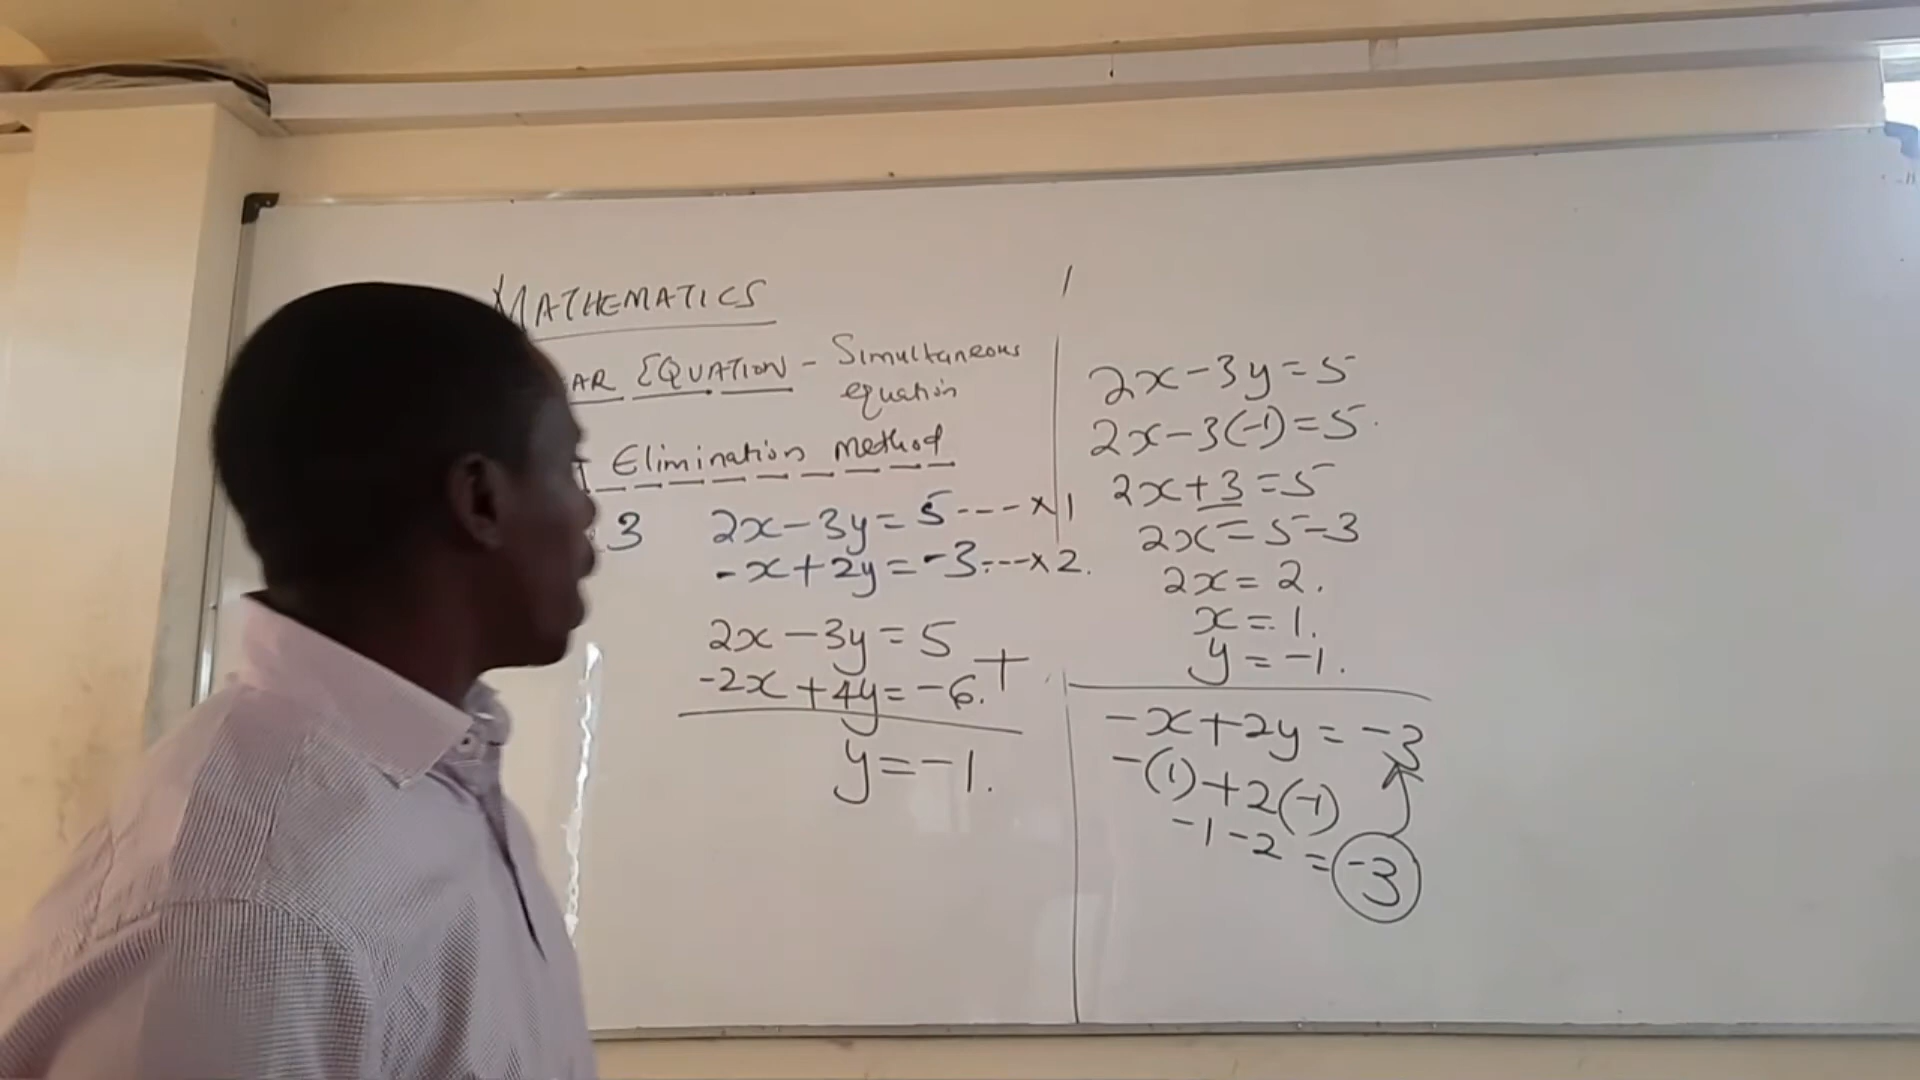 MATHEMATICS
AR EQUATION - Simultaneous
equation
Elimination method
3 2x-3y=5---×1
-x+2y=-3---×2.
2x-3y=5
-2x+4y=-6. +
y=-1.
2x-3y=5
2x-3(-1)=5.
2x+3=5
2x=5-3
2x=2.
x=1.
y=-1.
-x+2y=-3
-(1)+2(-1)
-1-2=-3